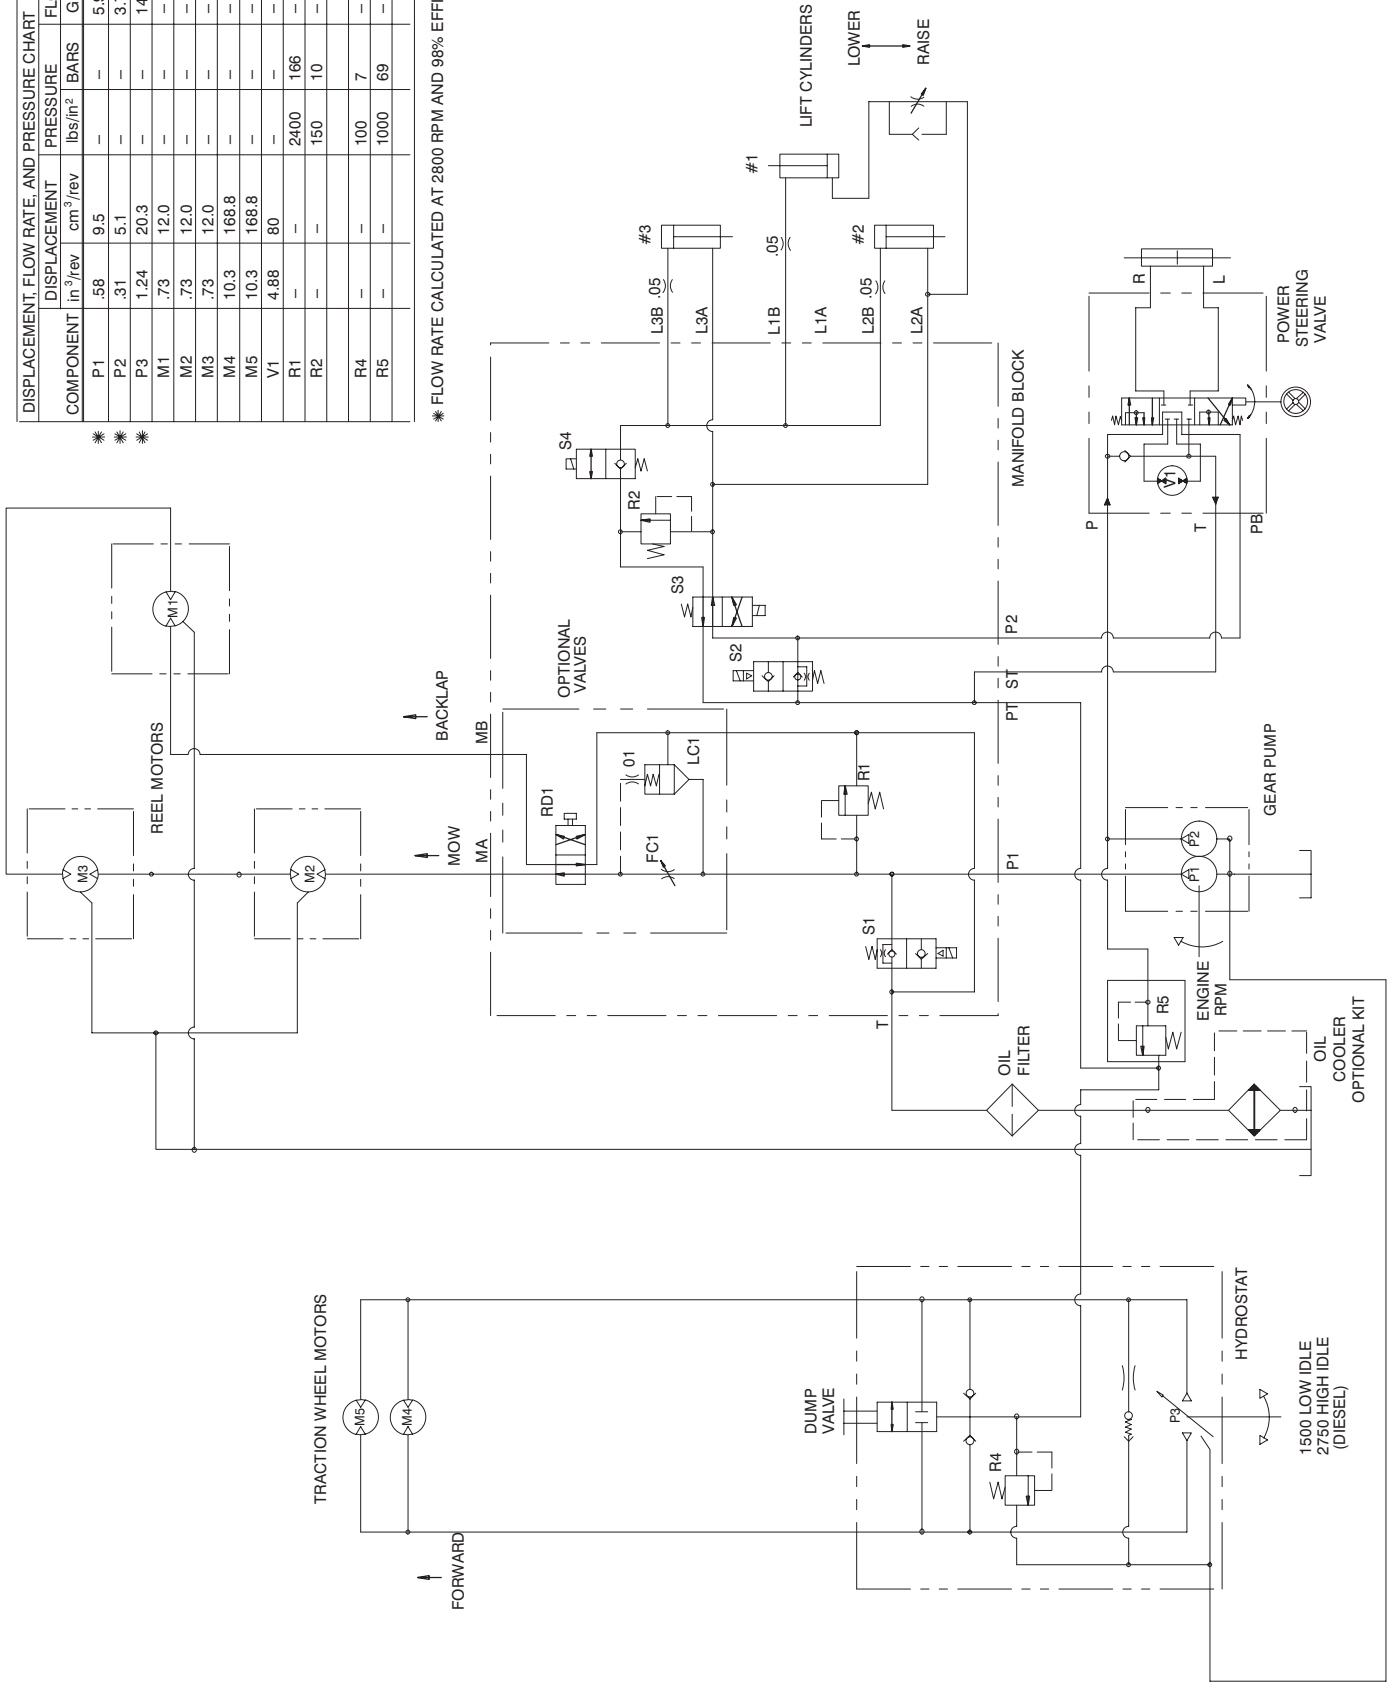 DISPLACEMENT, FLOW RATE, AND PRESSURE CHART
COMPONENT DISPLACEMENT PRESSURE
in³/rev cm³/rev lbs/in² BARS
✳ P1 .58 9.5 – –
✳ P2 .31 5.1 – –
✳ P3 1.24 20.3 – –
M1 .73 12.0 – – –
M2 .73 12.0 – – –
M3 .73 12.0 – – –
M4 10.3 168.8 – – –
M5 10.3 168.8 – – –
V1 4.88 80 – – –
R1 – – 2400 166 –
R2 – – 150 10 –
R4 – – 100 7 –
R5 – – 1000 69 –
✳ FLOW RATE CALCULATED AT 2800 RPM AND 98%
TRACTION WHEEL MOTORS
M5
M4
FORWARD
DUMP
VALVE
R4
P3
HYDROSTAT
1500 LOW IDLE
2750 HIGH IDLE
(DIESEL)
REEL MOTORS
M3
M2
M1
MOW
MA
BACKLAP
MB
OPTIONAL
VALVES
RD1
.01
LC1
FC1
R1
S1
T
P1
PT
ST
P2
S2
S3
R2
S4
MANIFOLD BLOCK
L3B .05
L3A
L1B
.05
L1A
L2B .05
L2A
#3
#1
#2
LIFT CYLINDERS
LOWER
RAISE
OIL
FILTER
OIL
COOLER
OPTIONAL KIT
R5
ENGINE
RPM
P1
P2
GEAR PUMP
P
T
PB
V1
R
L
POWER
STEERING
VALVE